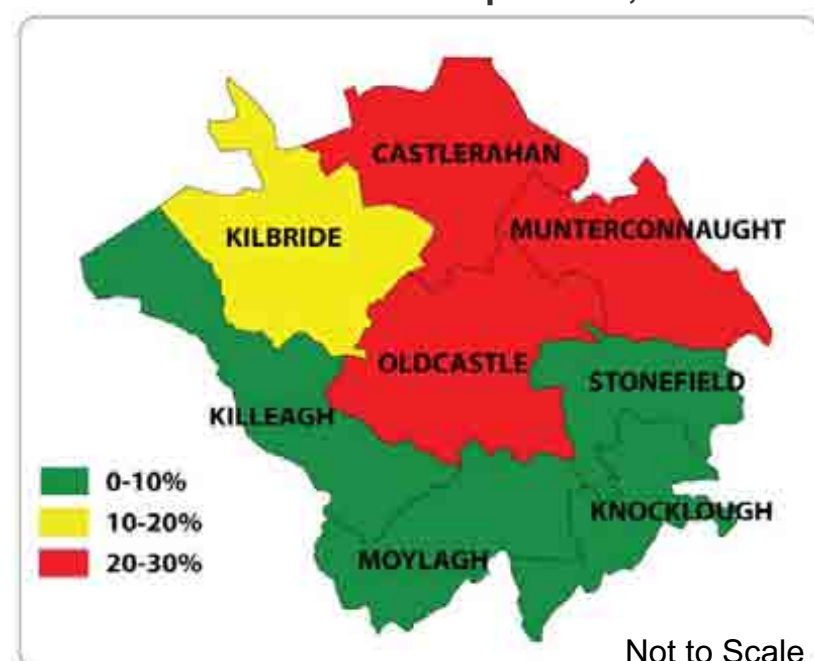 CASTLERAHAN
KILBRIDE
MUNTERCONNAUGHT
OLDCASTLE
STONEFIELD
KILLEAGH
0-10%
10-20%
20-30%
KNOCKLOUGH
MOYLAGH
Not to Scale